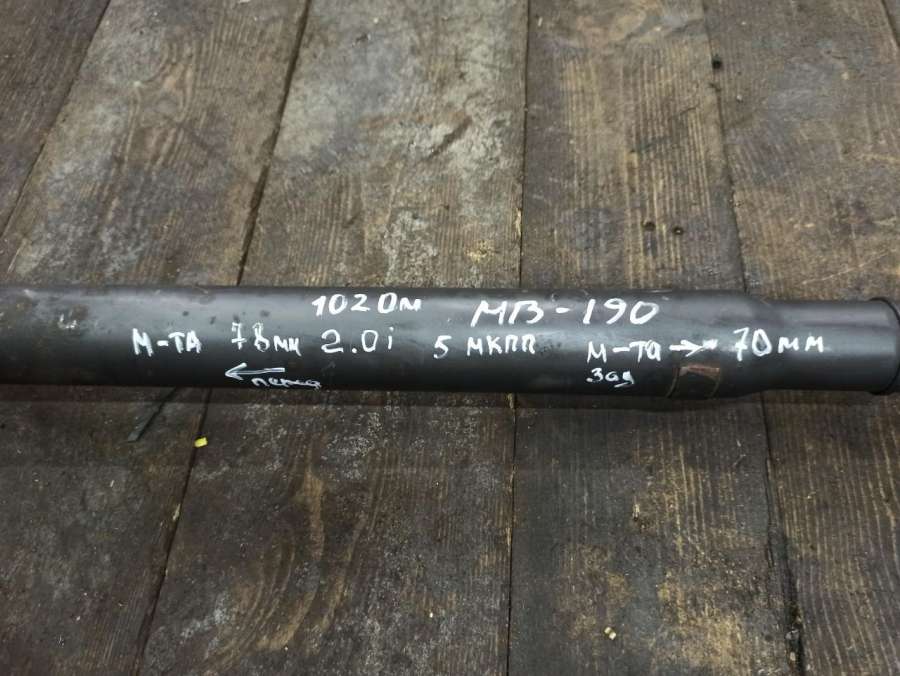 1020м МВ-190
М-ТА 78мм 2.0i 5 МКПП М-ТА → 70мм
← перед зад